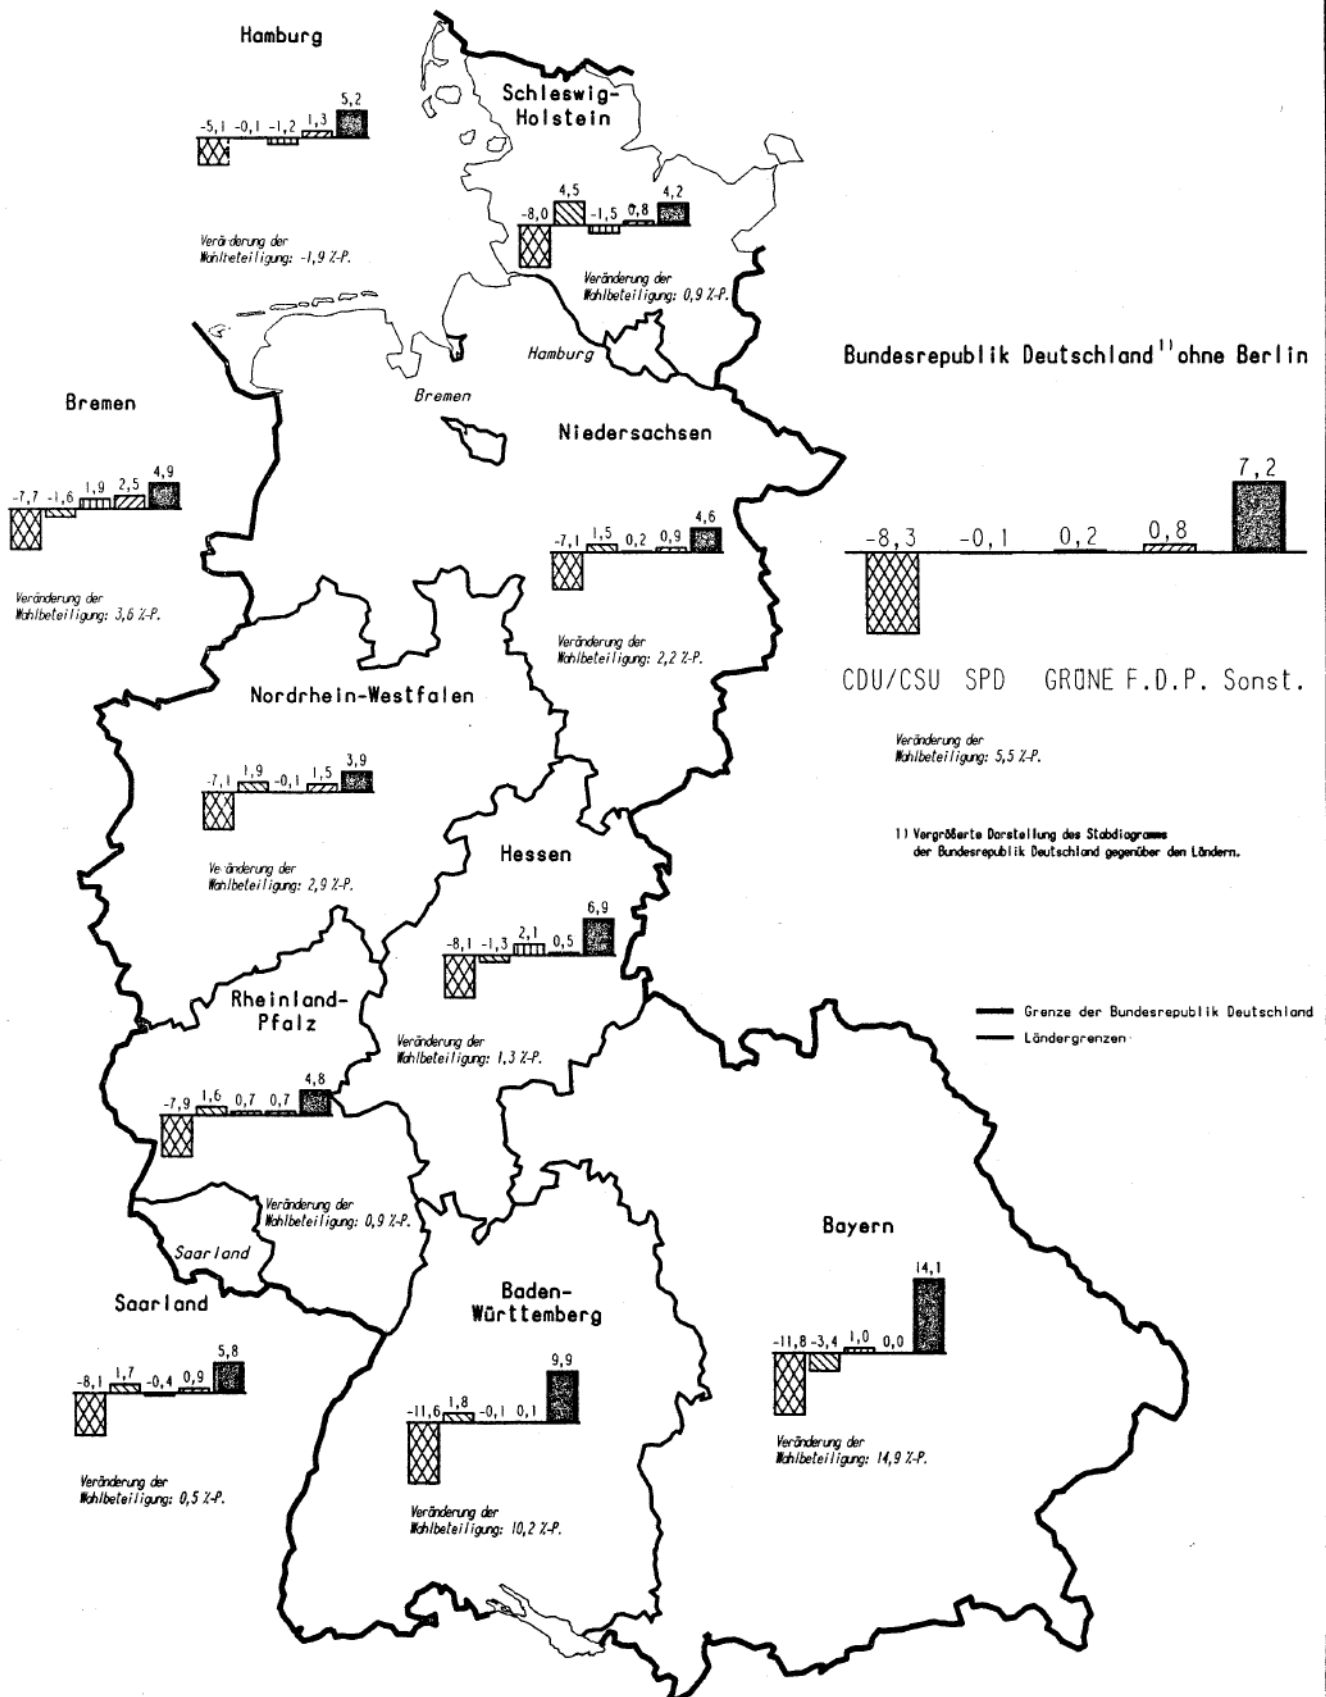 Hamburg
5,2
-5,1 -0,1 -1,2 1,3
Veränderung der
Wahlbeteiligung: -1,9 %-P.
Schleswig-
Holstein
4,5 4,2
-8,0 -1,5 0,8
Veränderung der
Wahlbeteiligung: 0,9 %-P.
Hamburg
Bremen
Bundesrepublik Deutschland 1) ohne Berlin
7,2
-8,3 -0,1 0,2 0,8
CDU/CSU SPD GRÜNE F.D.P. Sonst.
Veränderung der
Wahlbeteiligung: 5,5 %-P.
1) Vergrößerte Darstellung des Stabdiagramms
der Bundesrepublik Deutschland gegenüber den Ländern.
Bremen
4,9
-7,7 -1,6 1,9 2,5
Veränderung der
Wahlbeteiligung: 3,6 %-P.
Niedersachsen
4,6
-7,1 1,5 0,2 0,9
Veränderung der
Wahlbeteiligung: 2,2 %-P.
Nordrhein-Westfalen
3,9
-7,1 1,9 -0,1 1,5
Veränderung der
Wahlbeteiligung: 2,9 %-P.
Hessen
6,9
-8,1 -1,3 2,1 0,5
Veränderung der
Wahlbeteiligung: 1,3 %-P.
Rheinland-
Pfalz
4,8
-7,9 1,6 0,7 0,7
Veränderung der
Wahlbeteiligung: 0,9 %-P.
Grenze der Bundesrepublik Deutschland
Ländergrenzen
Saarland
Saarland
5,8
-8,1 1,7 -0,4 0,9
Veränderung der
Wahlbeteiligung: 0,5 %-P.
Baden-
Württemberg
9,9
-11,6 1,8 -0,1 0,1
Veränderung der
Wahlbeteiligung: 10,2 %-P.
Bayern
14,1
-11,8 -3,4 1,0 0,0
Veränderung der
Wahlbeteiligung: 14,9 %-P.